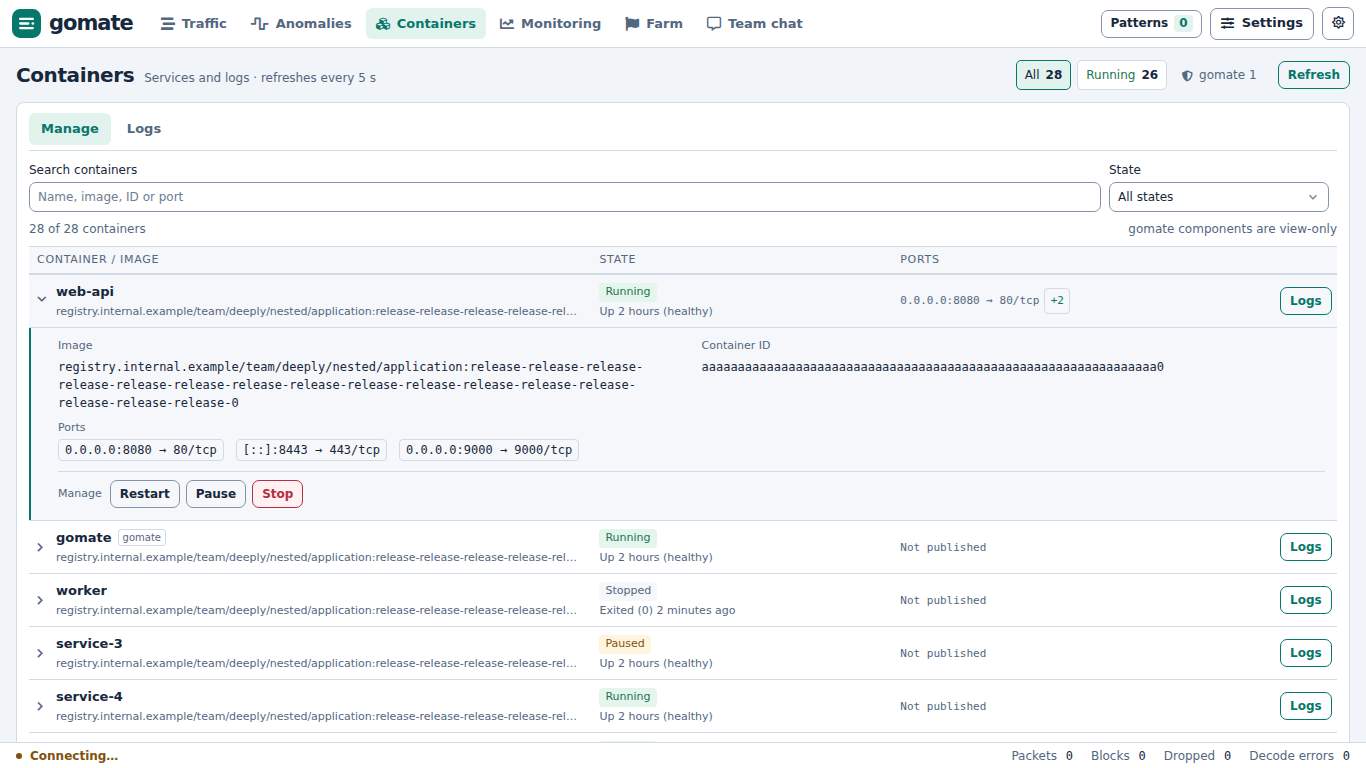 gomate Traffic Anomalies Containers Monitoring Farm Team chat Patterns 0 Settings
Containers Services and logs · refreshes every 5 s All 28 Running 26 gomate 1 Refresh
Manage Logs
Search containers State
Name, image, ID or port All states
28 of 28 containers gomate components are view-only
CONTAINER / IMAGE STATE PORTS
web-api Running
registry.internal.example/team/deeply/nested/application:release-release-release-release-rel… Up 2 hours (healthy) 0.0.0.0:8080 → 80/tcp +2 Logs
Image Container ID
registry.internal.example/team/deeply/nested/application:release-release-release-
release-release-release-release-release-release-release-release-release-release-
release-release-release-0
Ports
0.0.0.0:8080 → 80/tcp [::]:8443 → 443/tcp 0.0.0.0:9000 → 9000/tcp
Manage Restart Pause Stop
gomate gomate Running
registry.internal.example/team/deeply/nested/application:release-release-release-release-rel… Up 2 hours (healthy) Not published Logs
worker Stopped
registry.internal.example/team/deeply/nested/application:release-release-release-release-rel… Exited (0) 2 minutes ago Not published Logs
service-3 Paused
registry.internal.example/team/deeply/nested/application:release-release-release-release-rel… Up 2 hours (healthy) Not published Logs
service-4 Running
registry.internal.example/team/deeply/nested/application:release-release-release-release-rel… Up 2 hours (healthy) Not published Logs
Connecting… Packets 0 Blocks 0 Dropped 0 Decode errors 0